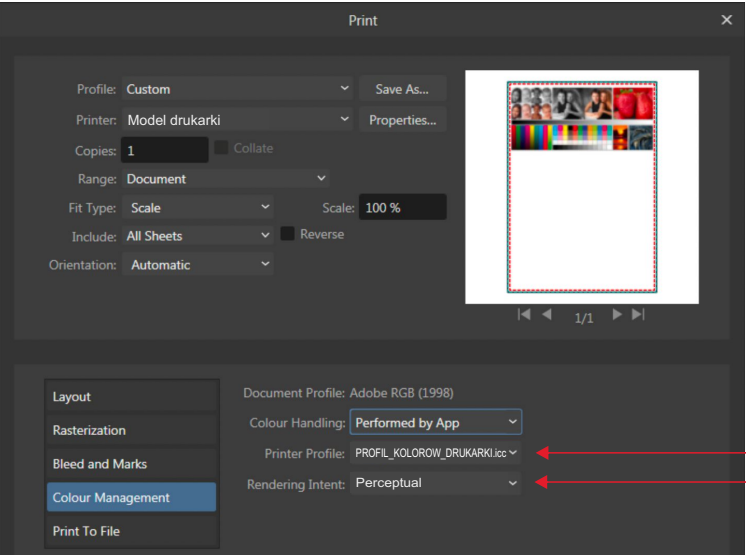 Print
Profile: Custom Save As...
Printer: Model drukarki Properties...
Copies: 1 Collate
Range: Document
Fit Type: Scale Scale: 100 %
Include: All Sheets Reverse
Orientation: Automatic
1/1
Layout
Rasterization
Bleed and Marks
Colour Management
Print To File
Document Profile: Adobe RGB (1998)
Colour Handling: Performed by App
Printer Profile: PROFIL_KOLOROW_DRUKARKI.icc
Rendering Intent: Perceptual